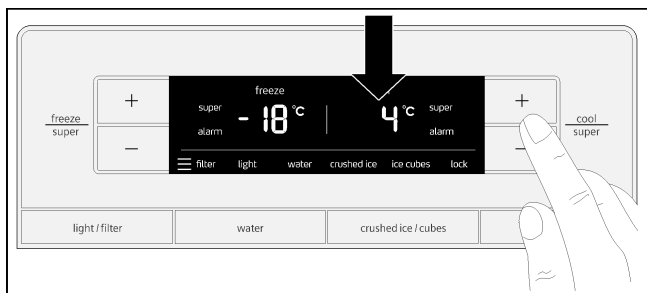 freeze
super
+
−
freeze
super
alarm
- 18 °C
4 °C
super
alarm
filter light water crushed ice ice cubes lock
+
−
cool
super
light / filter
water
crushed ice / cubes